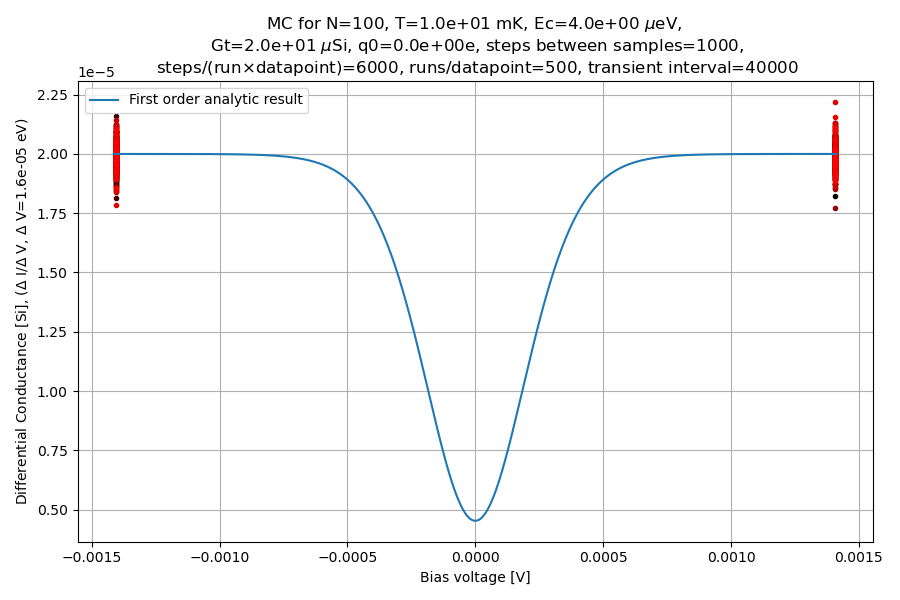 MC for N=100, T=1.0e+01 mK, Ec=4.0e+00 μeV,
Gt=2.0e+01 μSi, q0=0.0e+00e, steps between samples=1000,
steps/(run×datapoint)=6000, runs/datapoint=500, transient interval=40000
1e−5
First order analytic result
2.25
2.00
1.75
1.50
1.25
1.00
0.75
0.50
Differential Conductance [Si], (Δ I/Δ V, Δ V=1.6e-05 eV)
−0.0015
−0.0010
−0.0005
0.0000
0.0005
0.0010
0.0015
Bias voltage [V]